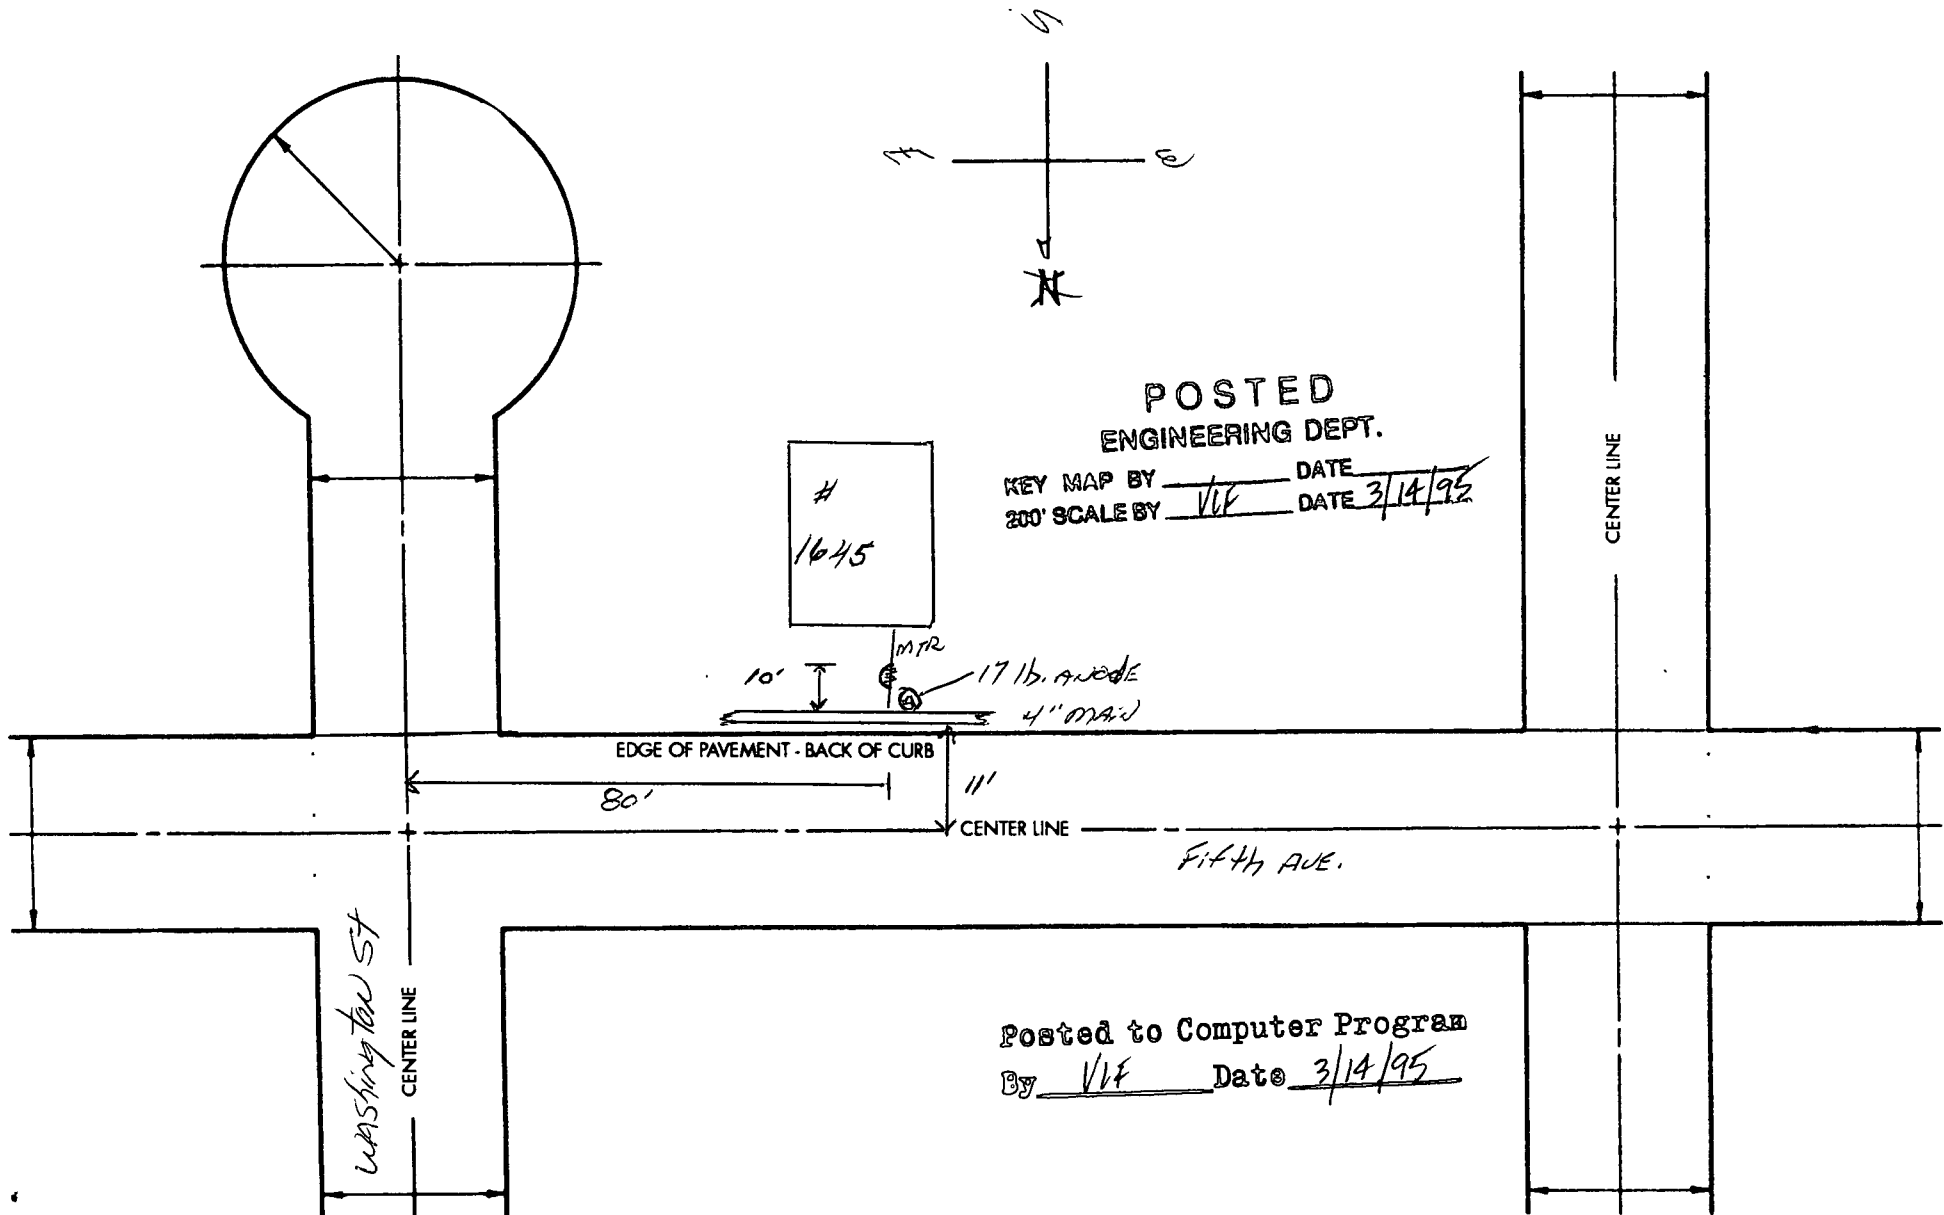 S
E
N
POSTED
ENGINEERING DEPT.
KEY MAP BY ________ DATE ________
200' SCALE BY VLF DATE 3/14/95
CENTER LINE
#
1645
MTR
10'
A
17 lb. ANODE
4" MAIN
EDGE OF PAVEMENT - BACK OF CURB
80'
11'
CENTER LINE
Fifth AVE.
Washington St
CENTER LINE
Posted to Computer Program
By VLF Date 3/14/95